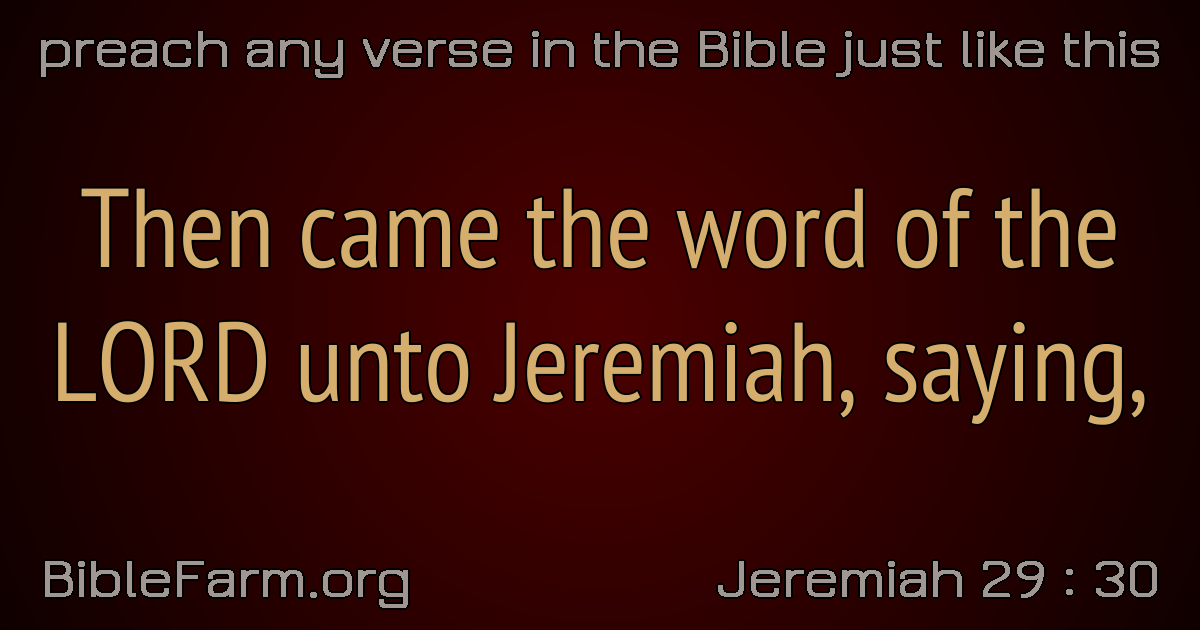 preach any verse in the Bible just like this
Then came the word of the
LORD unto Jeremiah, saying,
BibleFarm.org
Jeremiah 29 : 30